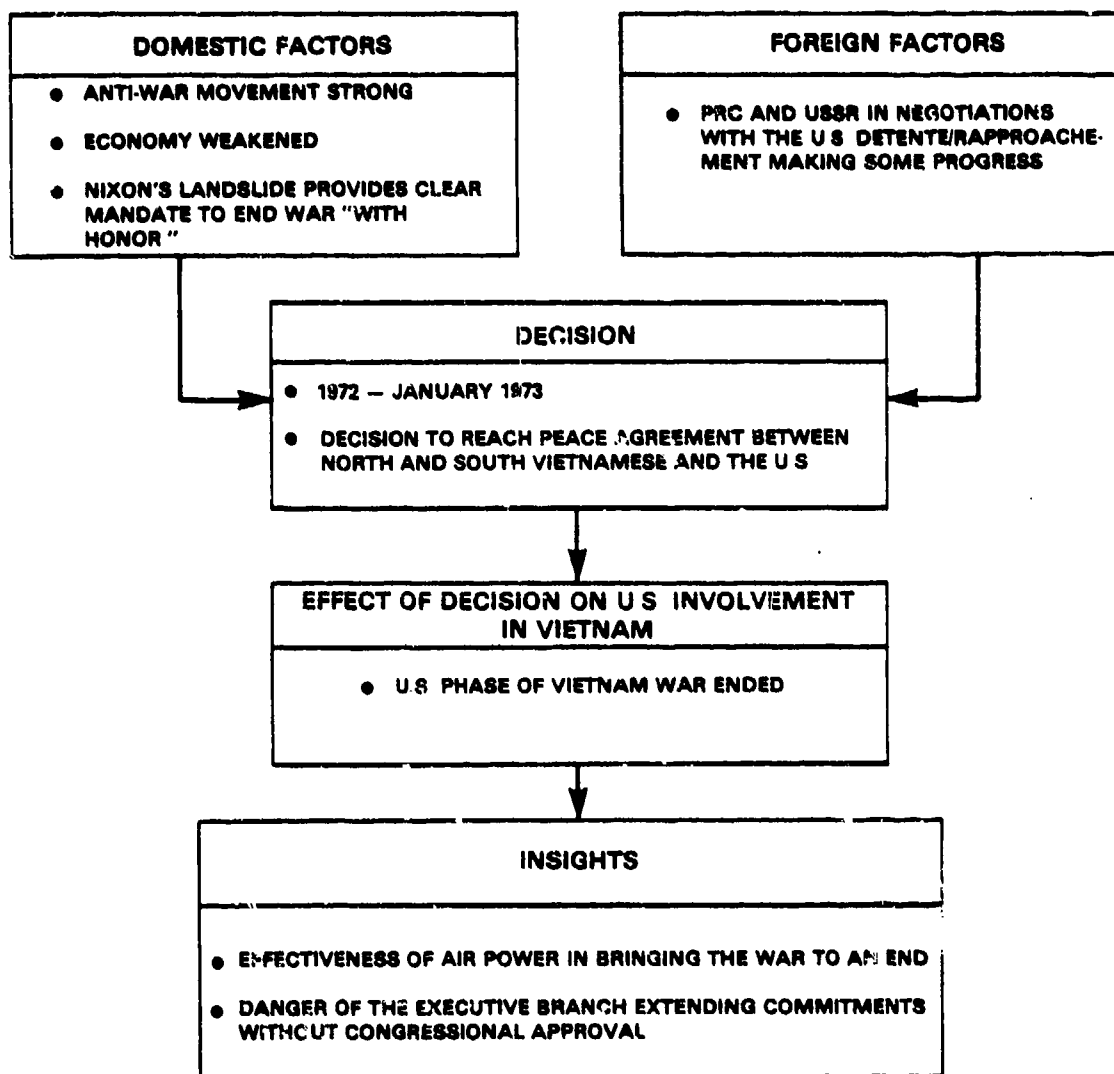 DOMESTIC FACTORS
● ANTI-WAR MOVEMENT STRONG
● ECONOMY WEAKENED
● NIXON'S LANDSLIDE PROVIDES CLEAR
MANDATE TO END WAR "WITH
HONOR"
FOREIGN FACTORS
● PRC AND USSR IN NEGOTIATIONS
WITH THE U S DETENTE/RAPPROACHE-
MENT MAKING SOME PROGRESS
DECISION
● 1972 — JANUARY 1973
● DECISION TO REACH PEACE AGREEMENT BETWEEN
NORTH AND SOUTH VIETNAMESE AND THE U S
EFFECT OF DECISION ON U S INVOLVEMENT
IN VIETNAM
● U.S PHASE OF VIETNAM WAR ENDED
INSIGHTS
● EFFECTIVENESS OF AIR POWER IN BRINGING THE WAR TO AN END
● DANGER OF THE EXECUTIVE BRANCH EXTENDING COMMITMENTS
WITHOUT CONGRESSIONAL APPROVAL